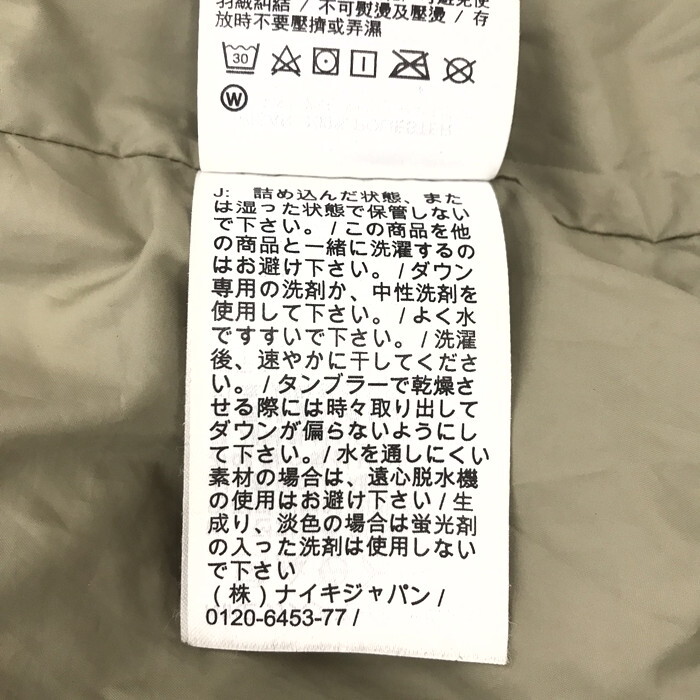 羽絨糾結 / 不可熨燙及壓燙 / 存
放時不要壓擠或弄濕
30
W
J: 詰め込んだ状態、また
は湿った状態で保管しない
で下さい。 / この商品を他
の商品と一緒に洗濯するの
はお避け下さい。 / ダウン
専用の洗剤か、中性洗剤を
使用して下さい。 / よく水
ですすいで下さい。 / 洗濯
後、速やかに干してくださ
い。 / タンブラーで乾燥さ
せる際には時々取り出して
ダウンが偏らないようにし
て下さい。/ 水を通しにくい
素材の場合は、遠心脱水機
の使用はお避け下さい / 生
成り、淡色の場合は蛍光剤
の入った洗剤は使用しない
で下さい
(株) ナイキジャパン /
0120-6453-77 /